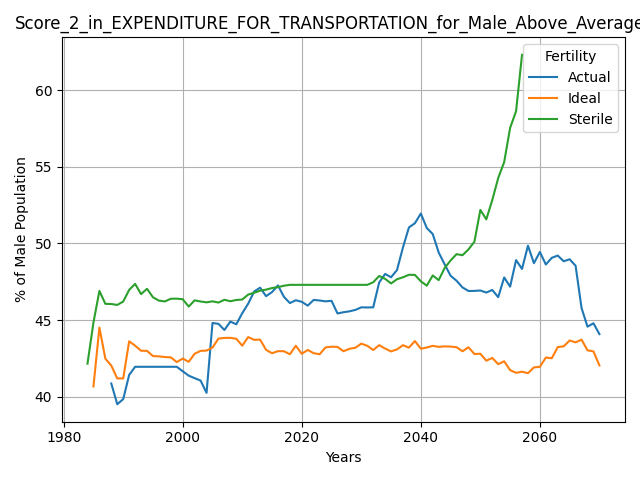 Score_2_in_EXPENDITURE_FOR_TRANSPORTATION_for_Male_Above_Average
Fertility
Actual
Ideal
Sterile
% of Male Population
60
55
50
45
40
1980 2000 2020 2040 2060
Years